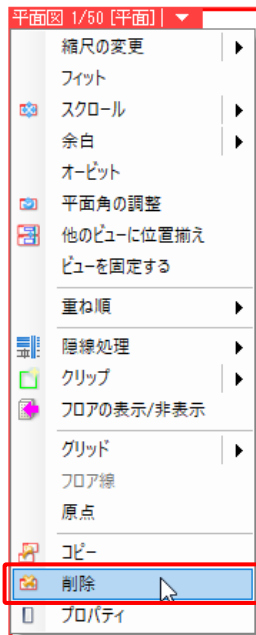 平面図 1/50 [平面]
縮尺の変更
フィット
スクロール
余白
オービット
平面角の調整
他のビューに位置揃え
ビューを固定する
重ね順
隠線処理
クリップ
フロアの表示/非表示
グリッド
フロア線
原点
コピー
削除
プロパティ